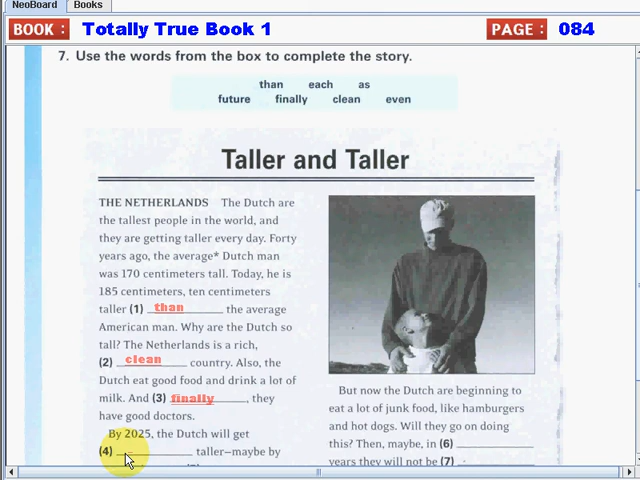 NeoBoard Books
BOOK : Totally True Book 1 PAGE : 084
7. Use the words from the box to complete the story.
than each as
future finally clean even
Taller and Taller
THE NETHERLANDS The Dutch are
the tallest people in the world, and
they are getting taller every day. Forty
years ago, the average* Dutch man
was 170 centimeters tall. Today, he is
185 centimeters, ten centimeters
taller (1) than the average
American man. Why are the Dutch so
tall? The Netherlands is a rich,
(2) clean country. Also, the
Dutch eat good food and drink a lot of
milk. And (3) finally, they
have good doctors.
By 2025, the Dutch will get
(4) ____ taller–maybe by
But now the Dutch are beginning to
eat a lot of junk food, like hamburgers
and hot dogs. Will they go on doing
this? Then, maybe, in (6) ____
years they will not be (7) ____